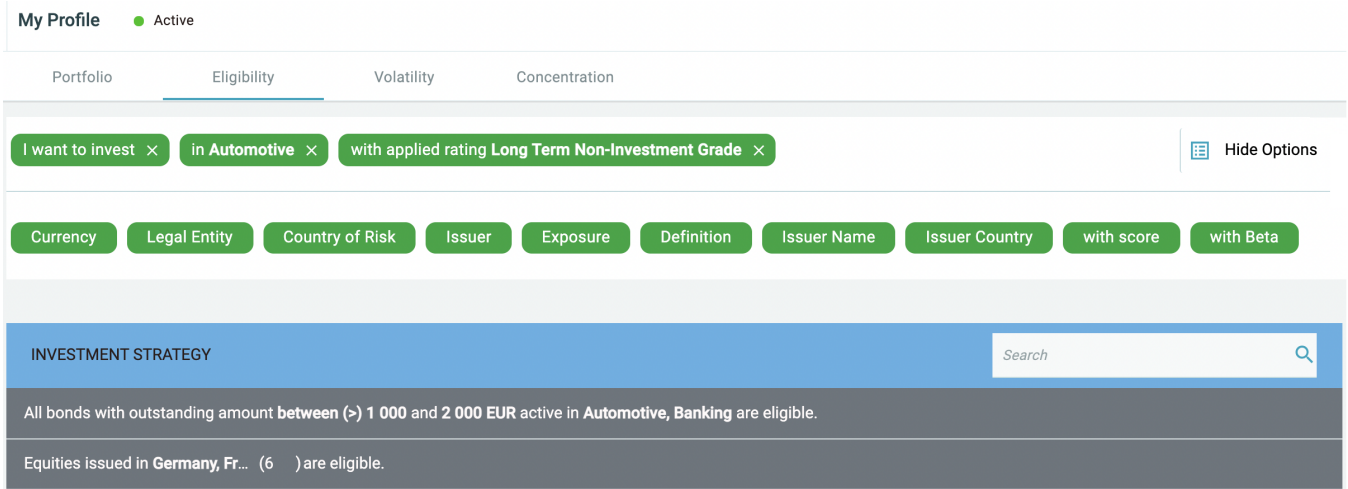 My Profile Active
Portfolio Eligibility Volatility Concentration
I want to invest × in Automotive × with applied rating Long Term Non-Investment Grade × Hide Options
Currency Legal Entity Country of Risk Issuer Exposure Definition Issuer Name Issuer Country with score with Beta
INVESTMENT STRATEGY Search
All bonds with outstanding amount between (>) 1 000 and 2 000 EUR active in Automotive, Banking are eligible.
Equities issued in Germany, Fr... (6 ) are eligible.